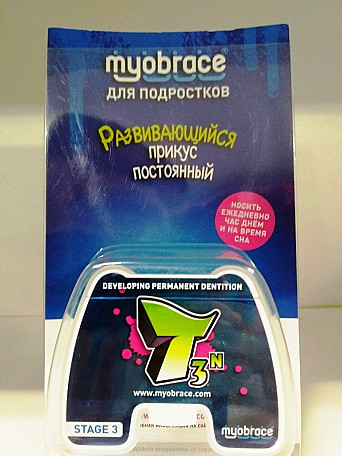 myobrace®
ДЛЯ ПОДРОСТКОВ
РАЗВИВАЮЩИЙСЯ
ПРИКУС
ПОСТОЯННЫЙ
НОСИТЬ
ЕЖЕДНЕВНО
ЧАС ДНЁМ
И НА ВРЕМЯ
СНА
DEVELOPING PERMANENT DENTITION
T3N
www.myobrace.com
STAGE 3
myobrace